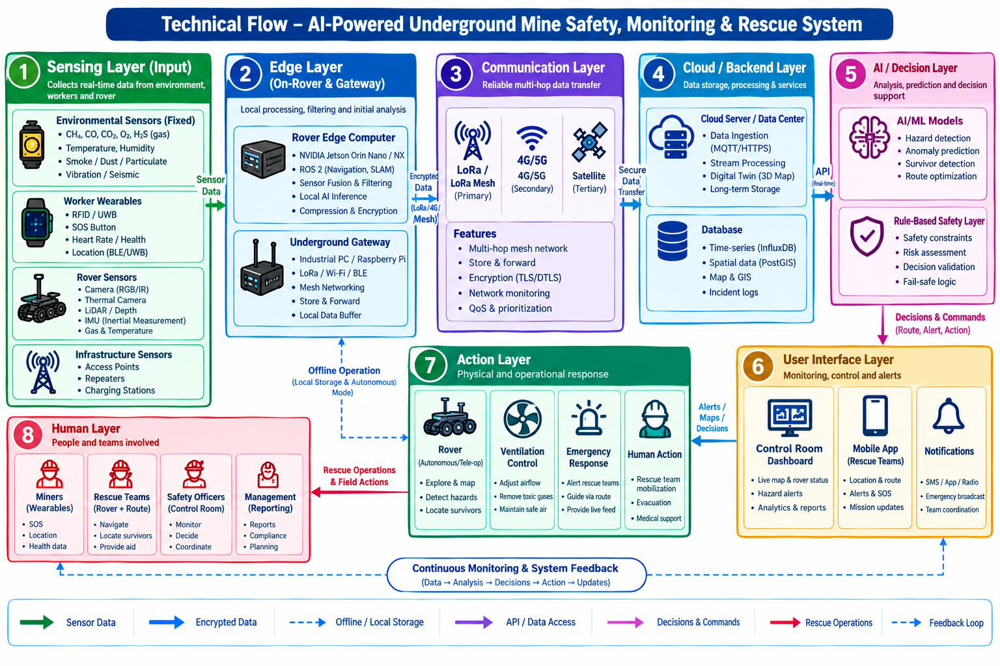 Technical Flow – AI-Powered Underground Mine Safety, Monitoring & Rescue System
1
Sensing Layer (Input)
Collects real-time data from environment,
workers and rover
Environmental Sensors (Fixed)
• CH₄, CO, CO₂, O₂, H₂S (gas)
• Temperature, Humidity
• Smoke / Dust / Particulate
• Vibration / Seismic
Worker Wearables
• RFID / UWB
• SOS Button
• Heart Rate / Health
• Location (BLE/UWB)
Rover Sensors
• Camera (RGB/IR)
• Thermal Camera
• LiDAR / Depth
• IMU (Inertial Measurement)
• Gas & Temperature
Infrastructure Sensors
• Access Points
• Repeaters
• Charging Stations
Sensor
Data
2
Edge Layer
(On-Rover & Gateway)
Local processing, filtering and initial analysis
Rover Edge Computer
• NVIDIA Jetson Orin Nano / NX
• ROS 2 (Navigation, SLAM)
• Sensor Fusion & Filtering
• Local AI Inference
• Compression & Encryption
Underground Gateway
• Industrial PC / Raspberry Pi
• LoRa / Wi-Fi / BLE
• Mesh Networking
• Store & Forward
• Local Data Buffer
Encrypted
Data
(LoRa/4G/
Mesh)
3
Communication Layer
Reliable multi-hop data transfer
LoRa /
LoRa Mesh
(Primary)
4G/5G
4G/5G
(Secondary)
Satellite
(Tertiary)
Features
• Multi-hop mesh network
• Store & forward
• Encryption (TLS/DTLS)
• Network monitoring
• QoS & prioritization
Secure
Data
Transfer
4
Cloud / Backend Layer
Data storage, processing & services
Cloud Server / Data Center
• Data Ingestion
(MQTT/HTTPS)
• Stream Processing
• Digital Twin (3D Map)
• Long-term Storage
Database
• Time-series (InfluxDB)
• Spatial data (PostGIS)
• Map & GIS
• Incident logs
API
(Real-time)
5
AI / Decision Layer
Analysis, prediction and decision
support
AI/ML Models
• Hazard detection
• Anomaly prediction
• Survivor detection
• Route optimization
Rule-Based Safety Layer
• Safety constraints
• Risk assessment
• Decision validation
• Fail-safe logic
Decisions & Commands
(Route, Alert, Action)
6
User Interface Layer
Monitoring, control and alerts
Control Room
Dashboard
• Live map & rover status
• Hazard alerts
• Analytics & reports
Mobile App
(Rescue Teams)
• Location & route
• Alerts & SOS
• Mission updates
Notifications
• SMS / App / Radio
• Emergency broadcast
• Team coordination
Alerts /
Maps /
Decisions
7
Action Layer
Physical and operational response
Rover
(Autonomous/Tele-op)
• Explore & map
• Detect hazards
• Locate survivors
Ventilation
Control
• Adjust airflow
• Remove toxic gases
• Maintain safe air
Emergency
Response
• Alert rescue teams
• Guide via route
• Provide live feed
Human Action
• Rescue team
mobilization
• Evacuation
• Medical support
Offline Operation
(Local Storage & Autonomous)
Mode)
Rescue Operations
& Field Actions
8
Human Layer
People and teams involved
Miners
(Wearables)
• SOS
• Location
• Health data
Rescue Teams
(Rover + Route)
• Navigate
• Locate survivors
• Provide aid
Safety Officers
(Control Room)
• Monitor
• Decide
• Coordinate
Management
(Reporting)
• Reports
• Compliance
• Planning
Continuous Monitoring & System Feedback
(Data → Analysis → Decisions → Action → Updates)
Sensor Data
Encrypted Data
Offline / Local Storage
API / Data Access
Decisions & Commands
Rescue Operations
Feedback Loop